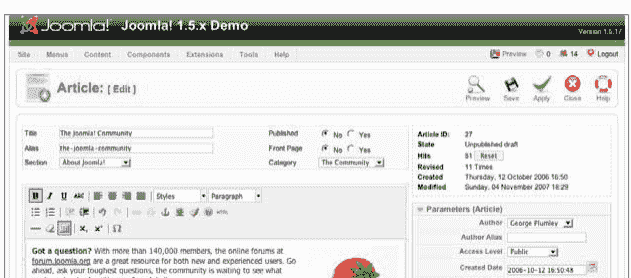 Joomla! Joomla! 1.5.x Demo
Version 1.5.17
Site Menus Content Components Extensions Tools Help
Preview 0 14 Logout
Article: [ Edit ]
Preview Save Apply Close Help
Title The Joomla! Community Published No Yes
Alias the-joomla-community Front Page No Yes
Section About Joomla! Category The Community
Article ID: 27
State Unpublished draft
Hits 51 Reset
Revised 11 Times
Created Thursday, 12 October 2006 16:50
Modified Sunday, 04 November 2007 16:29
B I U ABC Styles Paragraph
HTML
X₂ X² Ω
Got a question? With more than 140,000 members, the online forums at
forum.joomla.org are a great resource for both new and experienced users. Go
ahead, ask your toughest questions, the community is waiting to see what
Parameters (Article)
Author George Plumley
Author Alias
Access Level Public
Created Date 2006-10-12 16:50:48